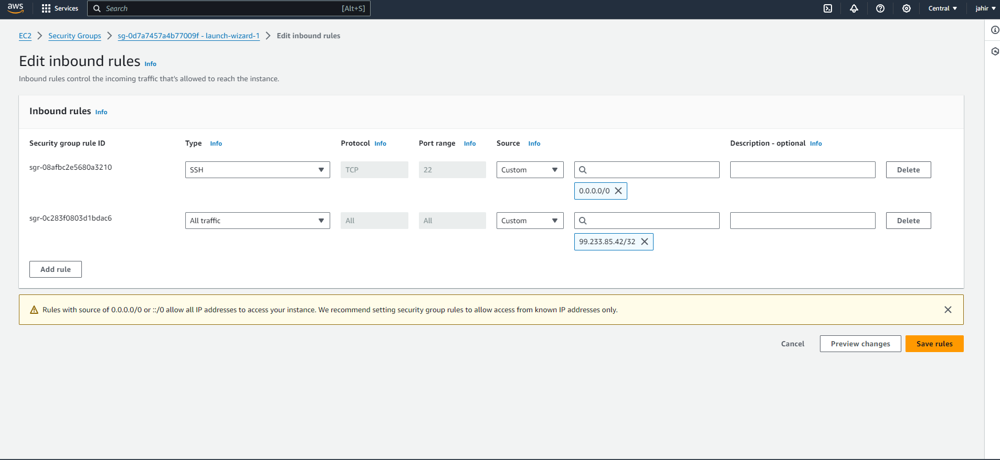 aws Services Search [Alt+S] Central jahir
EC2 Security Groups sg-0d7a7457a4b77009f - launch-wizard-1 Edit inbound rules
Edit inbound rules Info
Inbound rules control the incoming traffic that's allowed to reach the instance.
Inbound rules Info
Security group rule ID Type Info Protocol Info Port range Info Source Info Description - optional Info
sgr-08afbc2e5680a3210 SSH TCP 22 Custom Delete
0.0.0.0/0
sgr-0c283f0803d1bdac6 All traffic All All Custom Delete
99.233.85.42/32
Add rule
Rules with source of 0.0.0.0/0 or ::/0 allow all IP addresses to access your instance. We recommend setting security group rules to allow access from known IP addresses only.
Cancel Preview changes Save rules